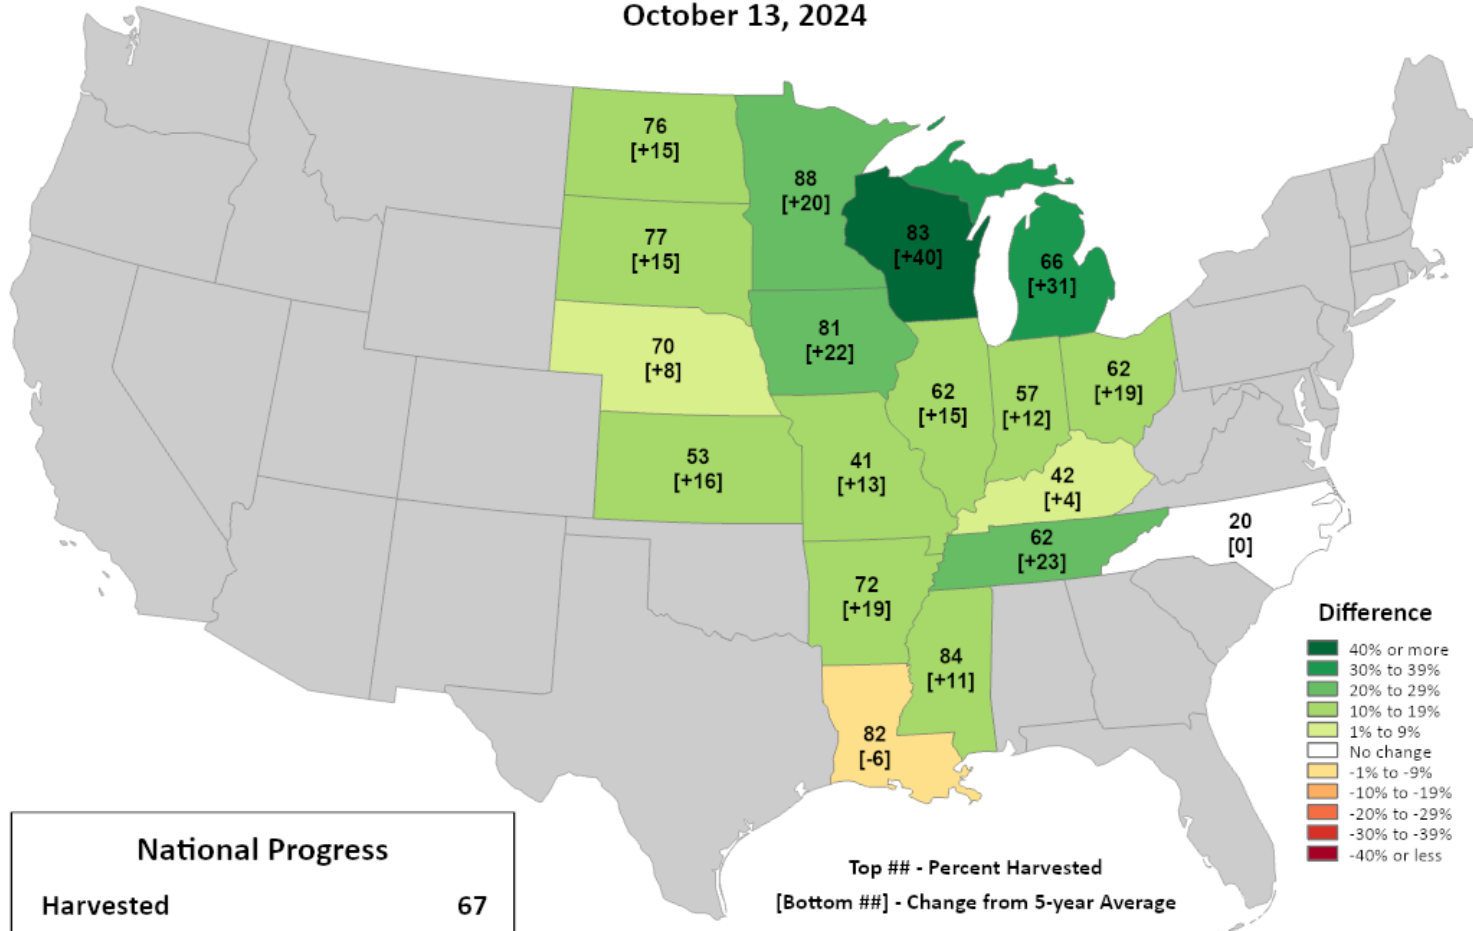 October 13, 2024
76
[+15]
88
[+20]
77
[+15]
83
[+40]
66
[+31]
70
[+8]
81
[+22]
62
[+15]
57
[+12]
62
[+19]
53
[+16]
41
[+13]
42
[+4]
62
[+23]
20
[0]
72
[+19]
84
[+11]
82
[-6]
Difference
40% or more
30% to 39%
20% to 29%
10% to 19%
1% to 9%
No change
-1% to -9%
-10% to -19%
-20% to -29%
-30% to -39%
-40% or less
National Progress
Harvested 67
Top ## - Percent Harvested
[Bottom ##] - Change from 5-year Average